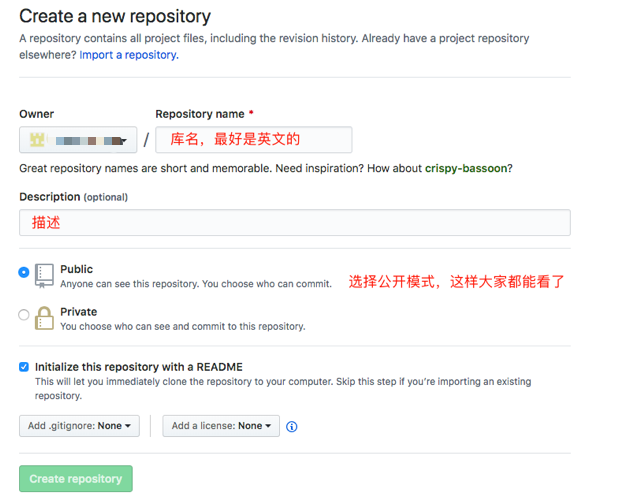 Create a new repository
A repository contains all project files, including the revision history. Already have a project repository
elsewhere? Import a repository.
Owner Repository name *
/ 库名，最好是英文的
Great repository names are short and memorable. Need inspiration? How about crispy-bassoon?
Description (optional)
描述
Public
Anyone can see this repository. You choose who can commit. 选择公开模式，这样大家都能看了
Private
You choose who can see and commit to this repository.
Initialize this repository with a README
This will let you immediately clone the repository to your computer. Skip this step if you're importing an existing
repository.
Add .gitignore: None Add a license: None
Create repository